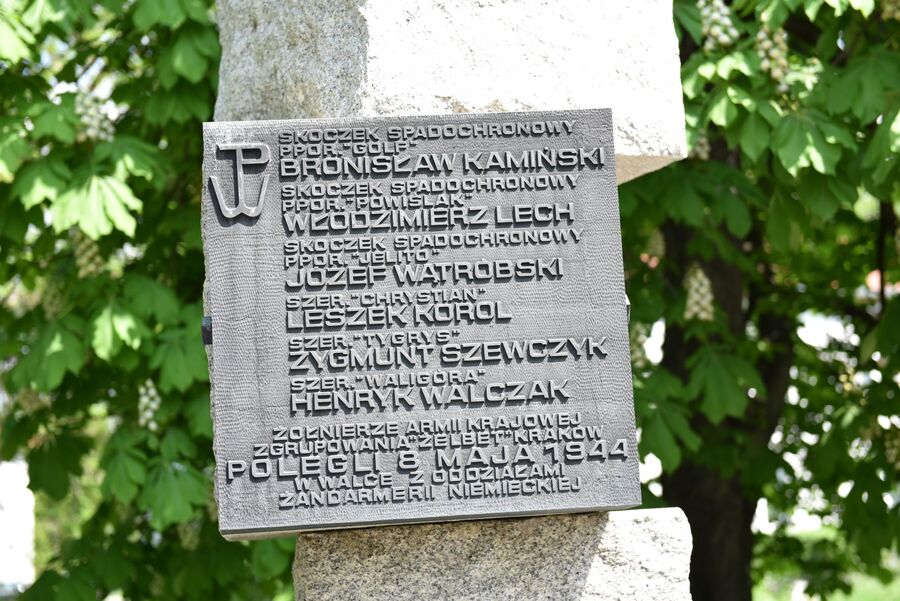 PW
SKOCZEK SPADOCHRONOWY
PPOR. "GOLF"
BRONISŁAW KAMIŃSKI
SKOCZEK SPADOCHRONOWY
PPOR. "POWIŚLAK"
WŁODZIMIERZ LECH
SKOCZEK SPADOCHRONOWY
PPOR. "JELITO"
JÓZEF WĄTRÓBSKI
SZER. "CHRYSTIAN"
LESZEK KOROL
SZER. "TYGRYS"
ZYGMUNT SZEWCZYK
SZER. "WALIGÓRA"
HENRYK WALCZAK
ŻOŁNIERZE ARMII KRAJOWEJ
ZGRUPOWANIA "ŻELBET" KRAKÓW
POLEGLI 8 MAJA 1944
W WALCE Z ODDZIAŁAMI
ŻANDARMERII NIEMIECKIEJ